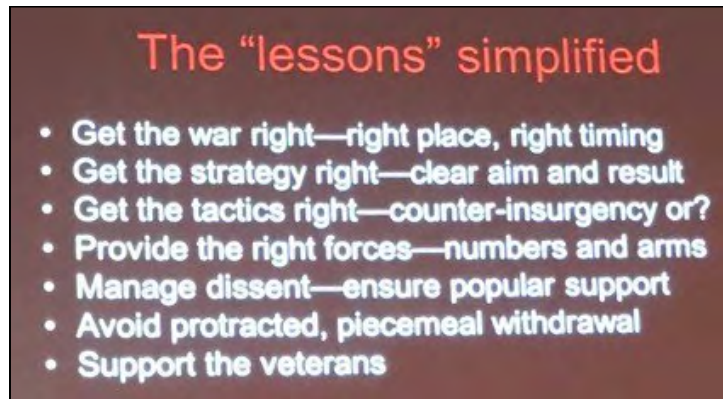 The “lessons” simplified
• Get the war right—right place, right timing
• Get the strategy right—clear aim and result
• Get the tactics right—counter-insurgency or?
• Provide the right forces—numbers and arms
• Manage dissent—ensure popular support
• Avoid protracted, piecemeal withdrawal
• Support the veterans